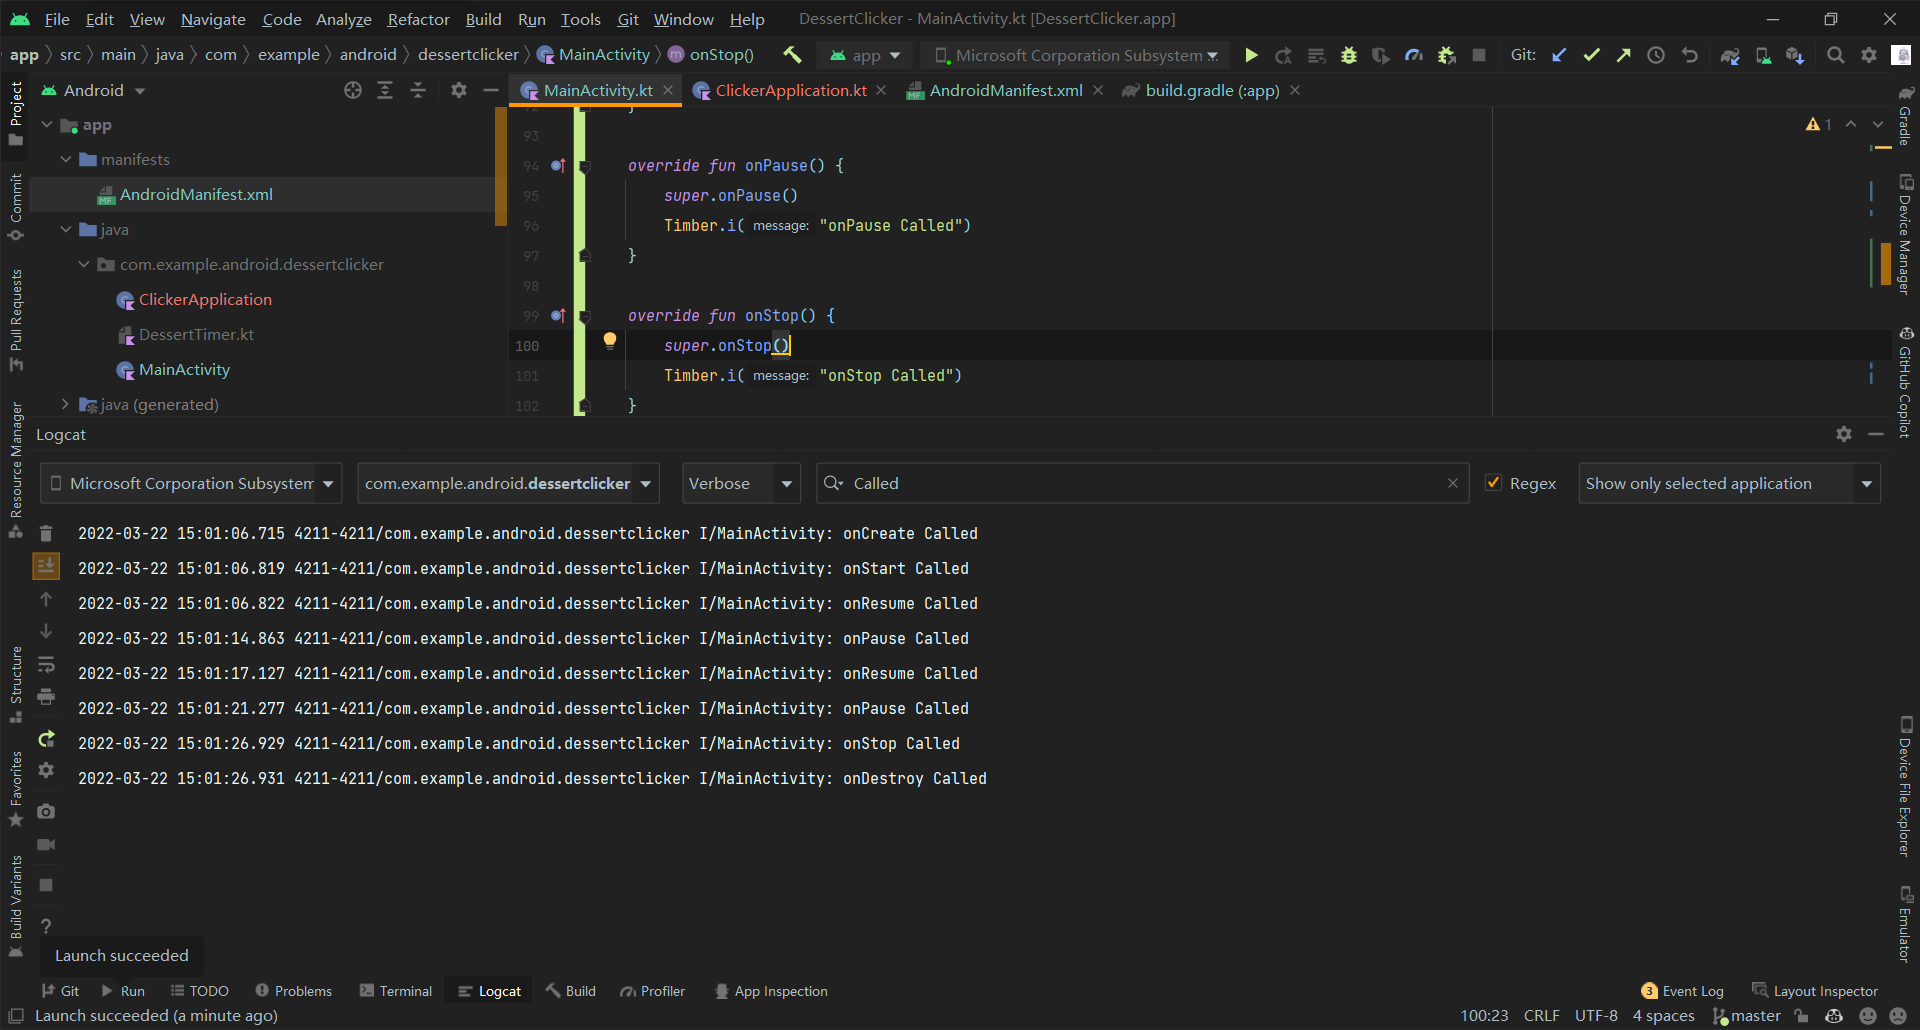 File Edit View Navigate Code Analyze Refactor Build Run Tools Git Window Help DessertClicker - MainActivity.kt [DessertClicker.app]
app src main java com example android dessertclicker MainActivity onStop() app Microsoft Corporation Subsystem Git:
Android MainActivity.kt ClickerApplication.kt AndroidManifest.xml build.gradle (:app)
Project
Commit
Pull Requests
Resource Manager
Structure
Favorites
Build Variants
app
manifests
AndroidManifest.xml
java
com.example.android.dessertclicker
ClickerApplication
DessertTimer.kt
MainActivity
java (generated)
92 }
93
94 override fun onPause() {
95 super.onPause()
96 Timber.i( message: "onPause Called")
97 }
98
99 override fun onStop() {
100 super.onStop()
101 Timber.i( message: "onStop Called")
102 }
1
Gradle
Device Manager
GitHub Copilot
Device File Explorer
Emulator
Logcat
Microsoft Corporation Subsystem com.example.android.dessertclicker Verbose Called Regex Show only selected application
2022-03-22 15:01:06.715 4211-4211/com.example.android.dessertclicker I/MainActivity: onCreate Called
2022-03-22 15:01:06.819 4211-4211/com.example.android.dessertclicker I/MainActivity: onStart Called
2022-03-22 15:01:06.822 4211-4211/com.example.android.dessertclicker I/MainActivity: onResume Called
2022-03-22 15:01:14.863 4211-4211/com.example.android.dessertclicker I/MainActivity: onPause Called
2022-03-22 15:01:17.127 4211-4211/com.example.android.dessertclicker I/MainActivity: onResume Called
2022-03-22 15:01:21.277 4211-4211/com.example.android.dessertclicker I/MainActivity: onPause Called
2022-03-22 15:01:26.929 4211-4211/com.example.android.dessertclicker I/MainActivity: onStop Called
2022-03-22 15:01:26.931 4211-4211/com.example.android.dessertclicker I/MainActivity: onDestroy Called
Launch succeeded
Git Run TODO Problems Terminal Logcat Build Profiler App Inspection 3 Event Log Layout Inspector
Launch succeeded (a minute ago) 100:23 CRLF UTF-8 4 spaces master